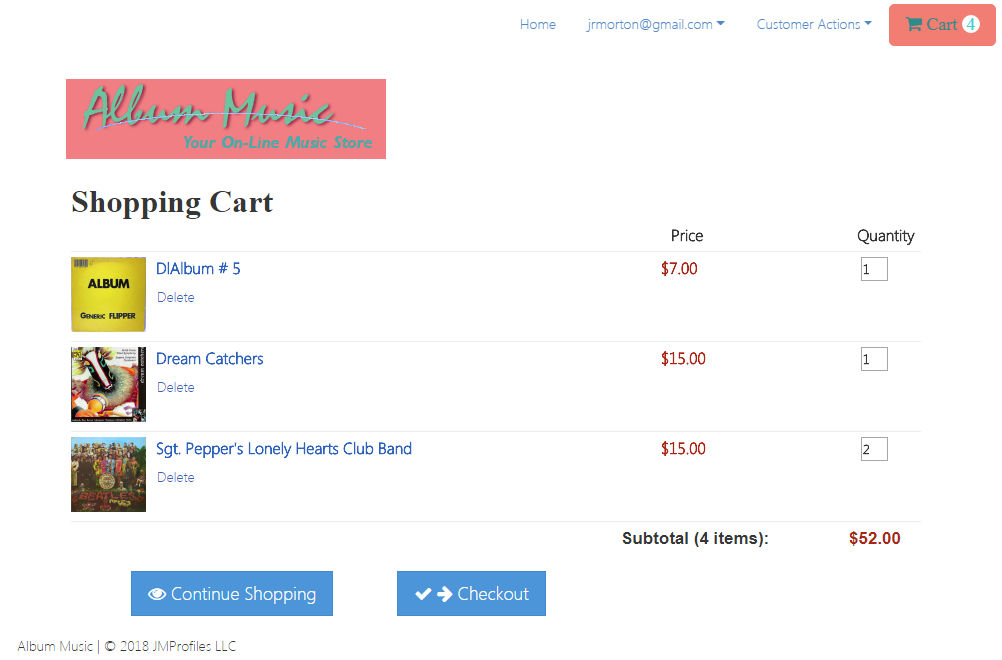 Home jrmorton@gmail.com Customer Actions Cart 4
Album Music
Your On-Line Music Store
Shopping Cart
Price Quantity
DIAlbum # 5 $7.00 1
ALBUM
Delete
GENERIC FLIPPER
Dream Catchers $15.00 1
Delete
Sgt. Pepper's Lonely Hearts Club Band $15.00 2
Delete
BEATLES
Subtotal (4 items): $52.00
Continue Shopping Checkout
Album Music | © 2018 JMProfiles LLC